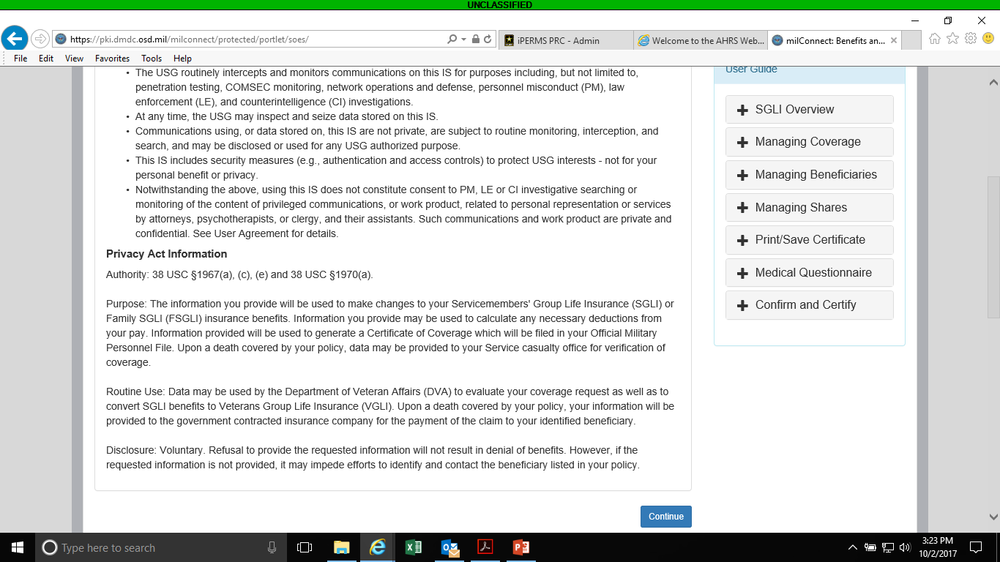 UNCLASSIFIED
https://pki.dmdc.osd.mil/milconnect/protected/portlet/soes/
iPERMS PRC - Admin
Welcome to the AHRS Web...
milConnect: Benefits an...
File Edit View Favorites Tools Help
• The USG routinely intercepts and monitors communications on this IS for purposes including, but not limited to,
penetration testing, COMSEC monitoring, network operations and defense, personnel misconduct (PM), law
enforcement (LE), and counterintelligence (CI) investigations.
• At any time, the USG may inspect and seize data stored on this IS.
• Communications using, or data stored on, this IS are not private, are subject to routine monitoring, interception, and
search, and may be disclosed or used for any USG authorized purpose.
• This IS includes security measures (e.g., authentication and access controls) to protect USG interests - not for your
personal benefit or privacy.
• Notwithstanding the above, using this IS does not constitute consent to PM, LE or CI investigative searching or
monitoring of the content of privileged communications, or work product, related to personal representation or services
by attorneys, psychotherapists, or clergy, and their assistants. Such communications and work product are private and
confidential. See User Agreement for details.
Privacy Act Information
Authority: 38 USC §1967(a), (c), (e) and 38 USC §1970(a).
Purpose: The information you provide will be used to make changes to your Servicemembers' Group Life Insurance (SGLI) or
Family SGLI (FSGLI) insurance benefits. Information you provide may be used to calculate any necessary deductions from
your pay. Information provided will be used to generate a Certificate of Coverage which will be filed in your Official Military
Personnel File. Upon a death covered by your policy, data may be provided to your Service casualty office for verification of
coverage.
Routine Use: Data may be used by the Department of Veteran Affairs (DVA) to evaluate your coverage request as well as to
convert SGLI benefits to Veterans Group Life Insurance (VGLI). Upon a death covered by your policy, your information will be
provided to the government contracted insurance company for the payment of the claim to your identified beneficiary.
Disclosure: Voluntary. Refusal to provide the requested information will not result in denial of benefits. However, if the
requested information is not provided, it may impede efforts to identify and contact the beneficiary listed in your policy.
Continue
User Guide
SGLI Overview
Managing Coverage
Managing Beneficiaries
Managing Shares
Print/Save Certificate
Medical Questionnaire
Confirm and Certify
Type here to search
3:23 PM
10/2/2017